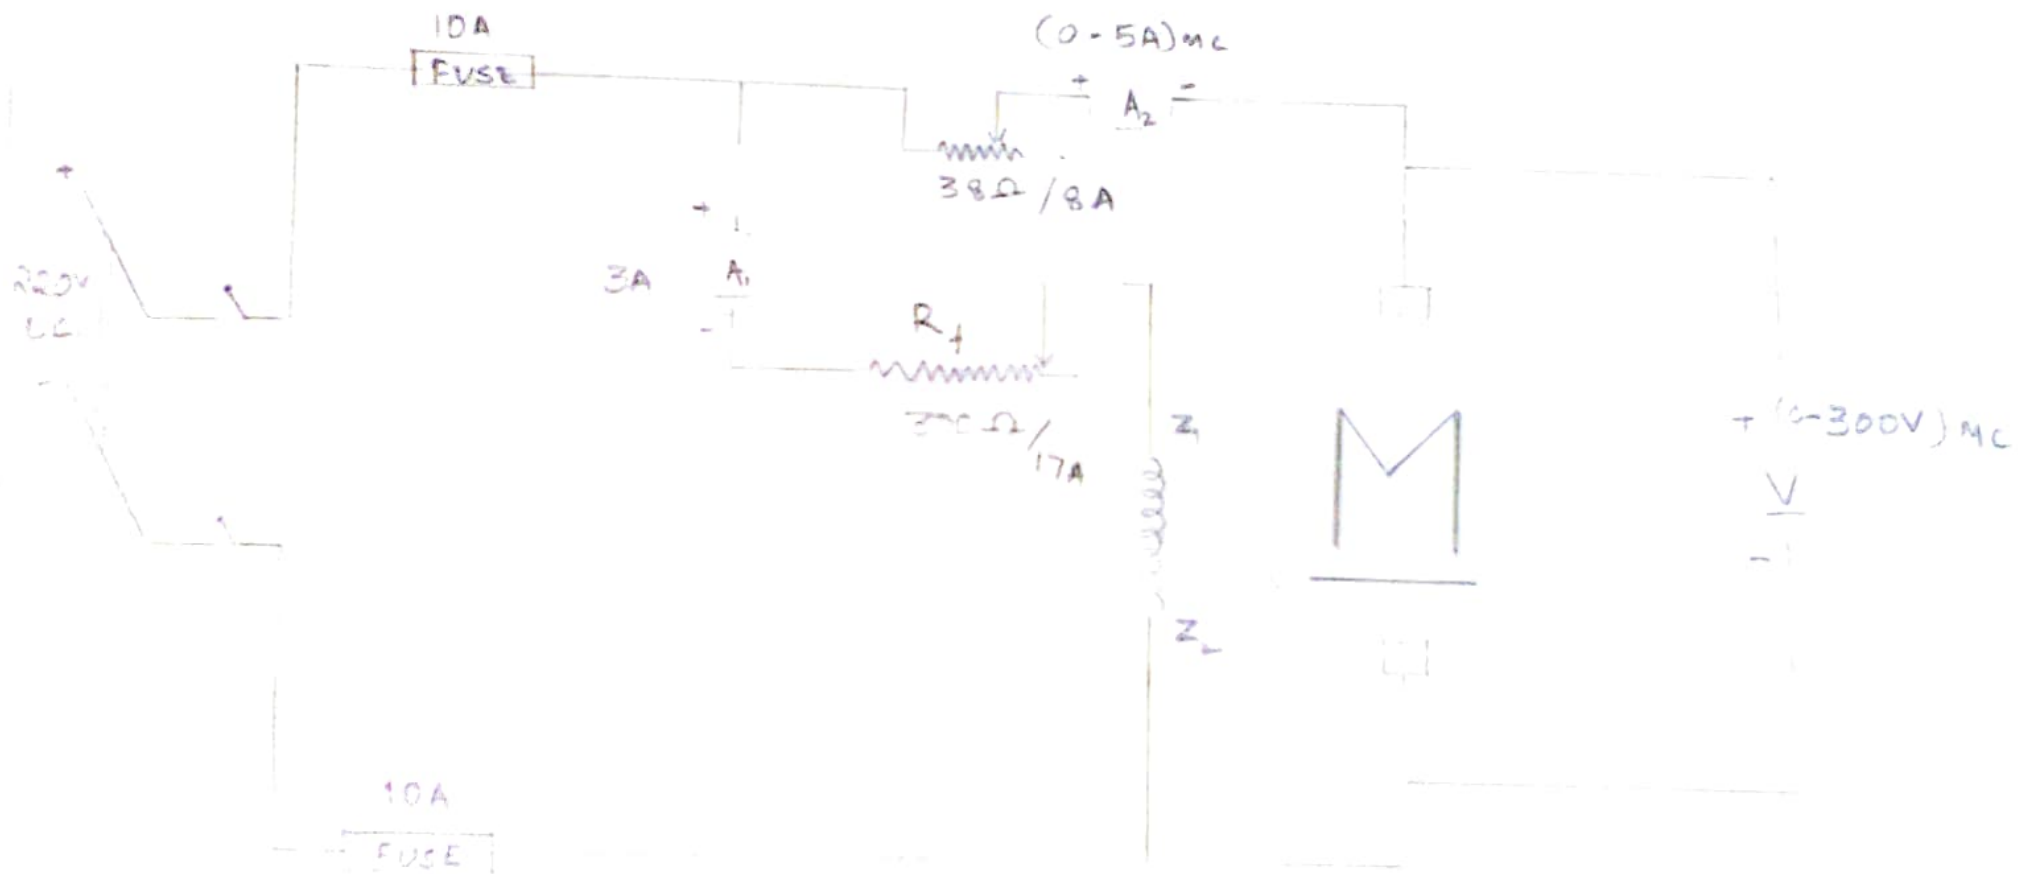 10A
FUSE
(0-5A) MC
+
A2
-
38Ω / 8A
+
220V
3A
A1
-
Rf
/17A
Z1
+ (0-300V) MC
V
-
M
Z2
10A
FUSE